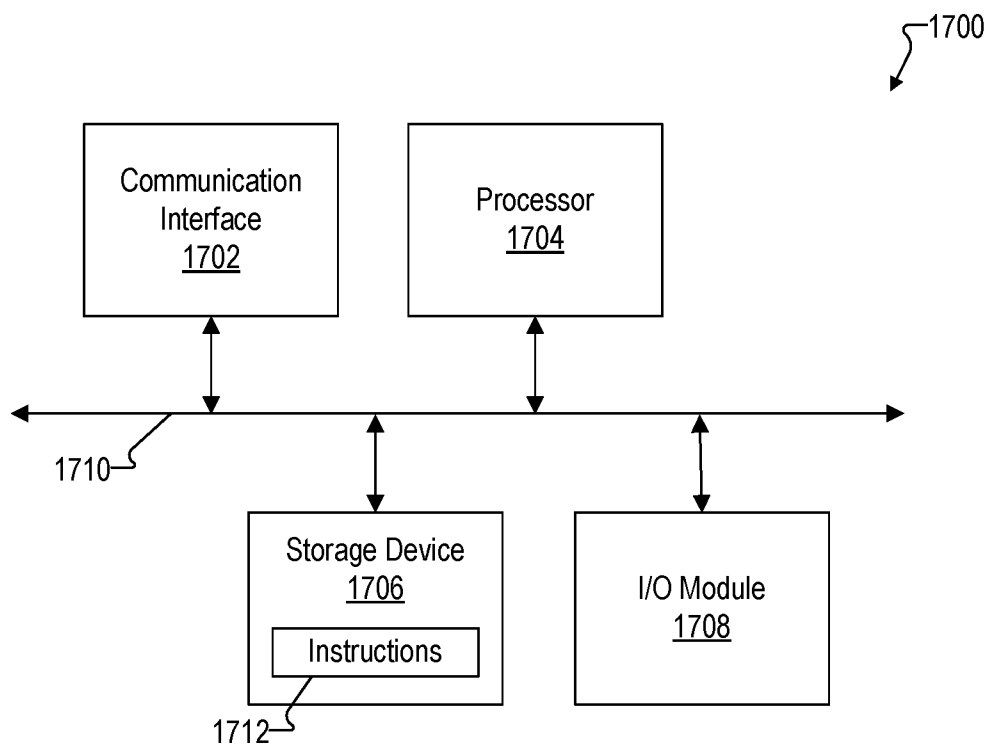 1700
Communication
Interface
1702
Processor
1704
1710
Storage Device
1706
Instructions
1712
I/O Module
1708